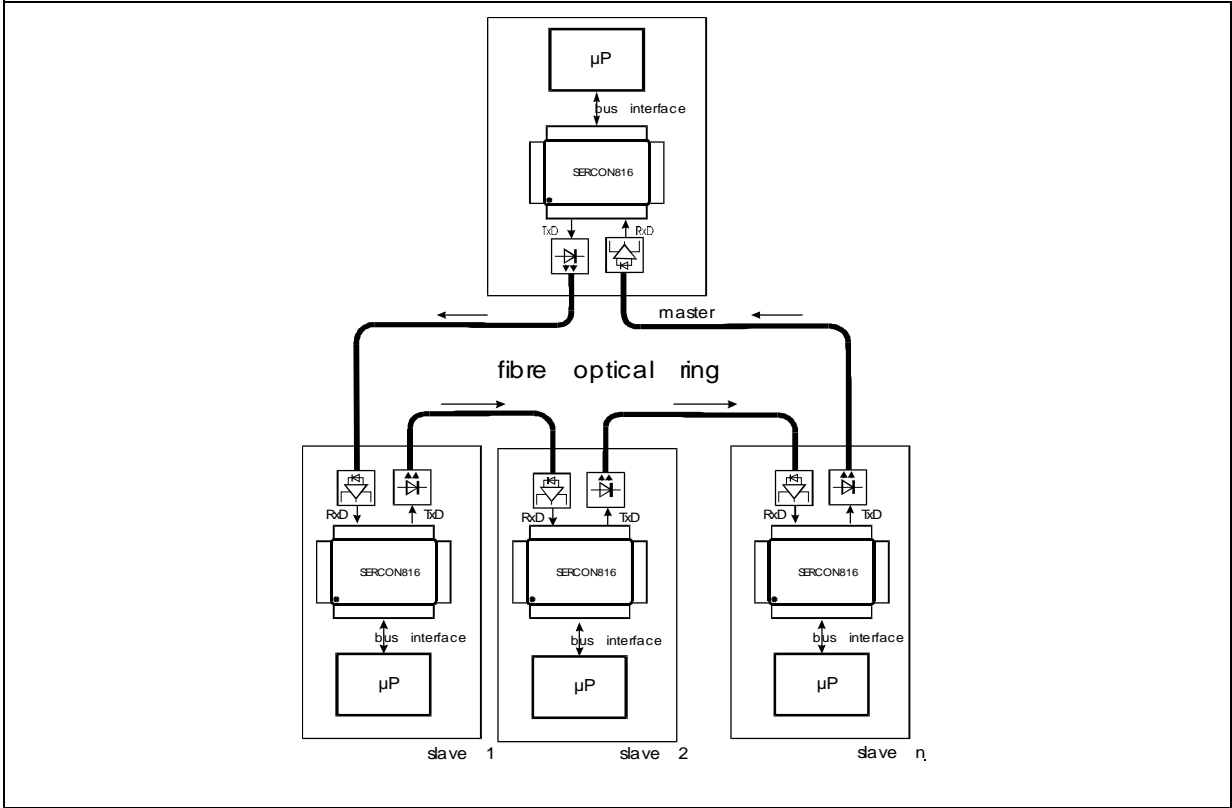 µP
bus interface
SERCON816
TxD RxD
master
fibre optical ring
RxD TxD
SERCON816
bus interface
µP
slave 1
RxD TxD
SERCON816
bus interface
µP
slave 2
RxD TxD
SERCON816
bus interface
µP
slave n